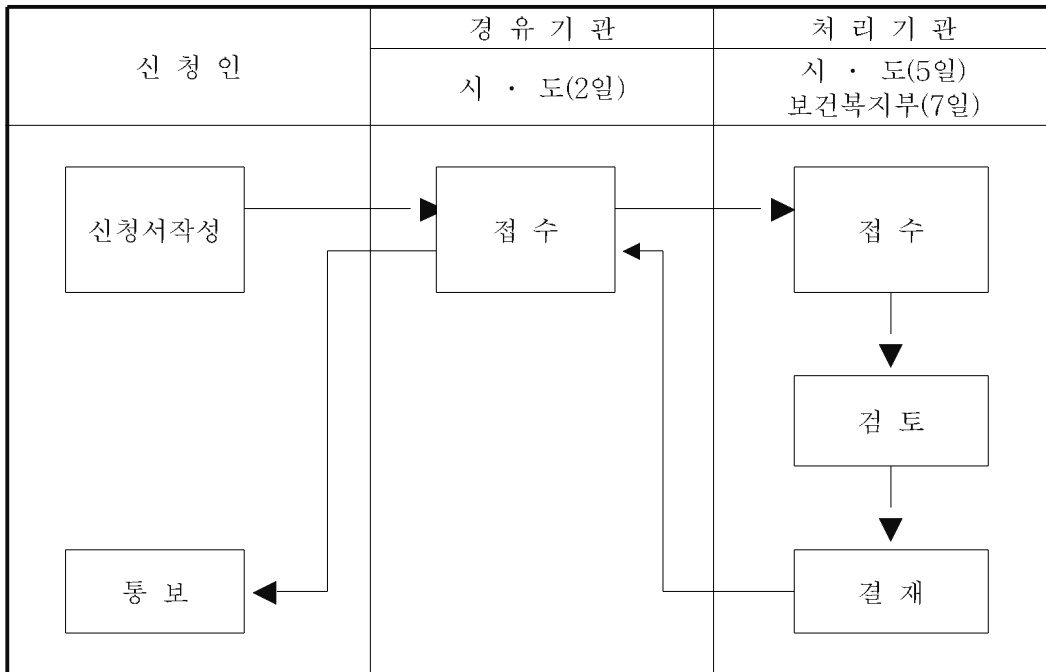 신 청 인
경 유 기 관
처 리 기 관
시 · 도(2일)
시 · 도(5일)
보건복지부(7일)
신청서작성
접 수
접 수
검 토
통 보
결 재